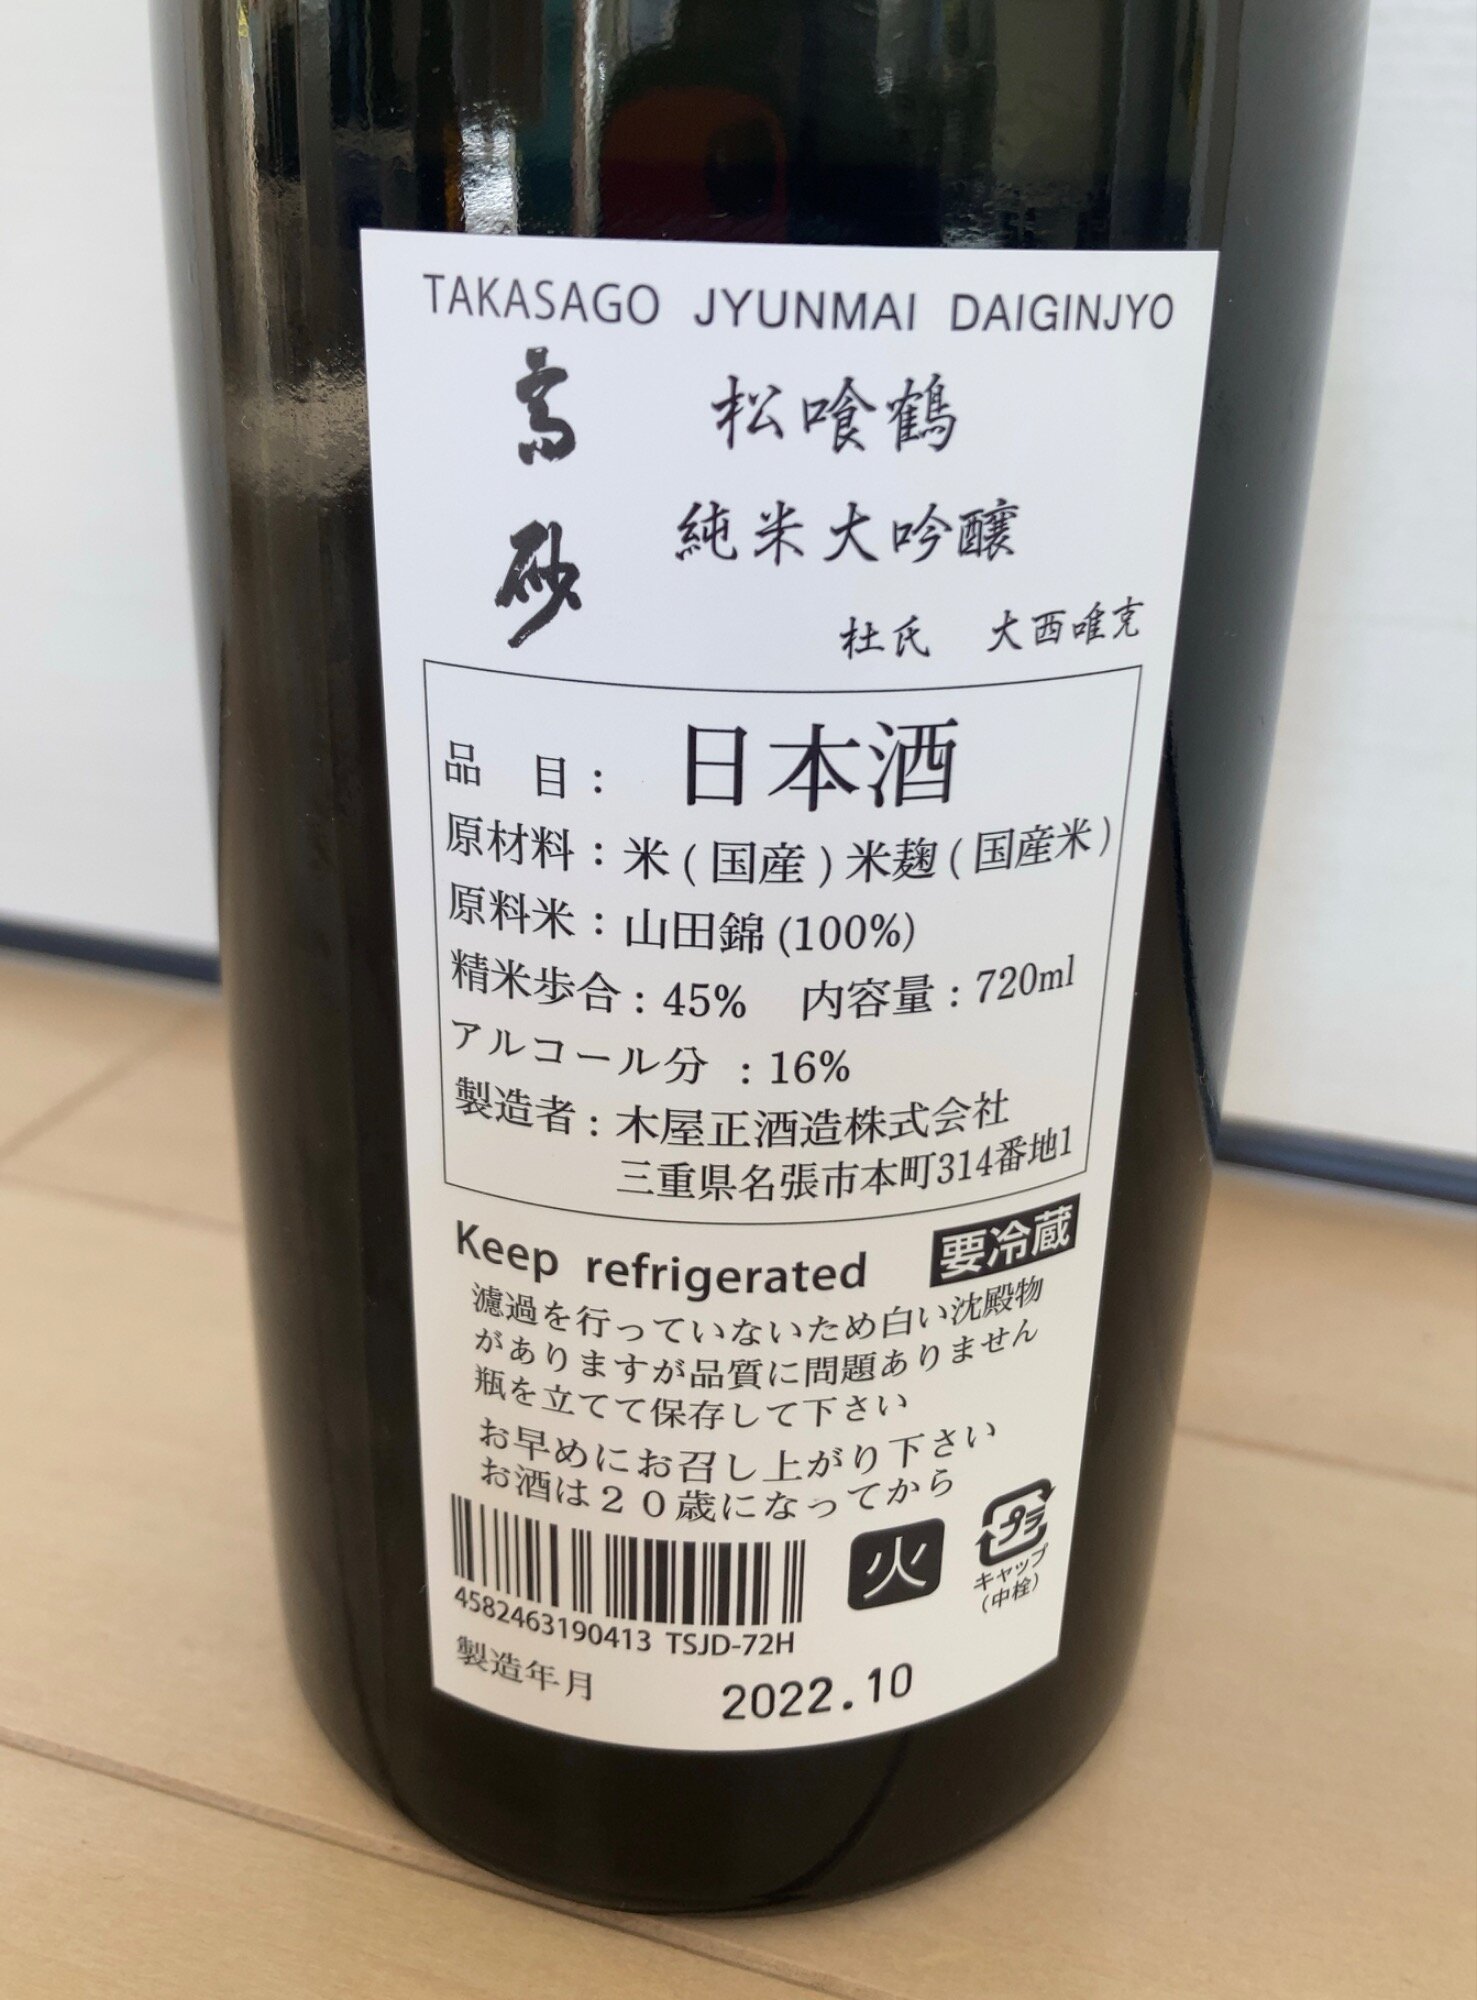 TAKASAGO JYUNMAI DAIGINJYO
高砂
松喰鶴
純米大吟醸
杜氏 大西唯克
品 目: 日本酒
原材料:米(国産)米麹(国産米)
原料米:山田錦(100%)
精米歩合:45% 内容量:720ml
アルコール分 :16%
製造者:木屋正酒造株式会社
三重県名張市本町314番地1
Keep refrigerated 要冷蔵
濾過を行っていないため白い沈殿物
がありますが品質に問題ありません
瓶を立てて保存して下さい
お早めにお召し上がり下さい
お酒は20歳になってから
火
プラ
キャップ
(中栓)
4582463190413 TSJD-72H
製造年月 2022.10